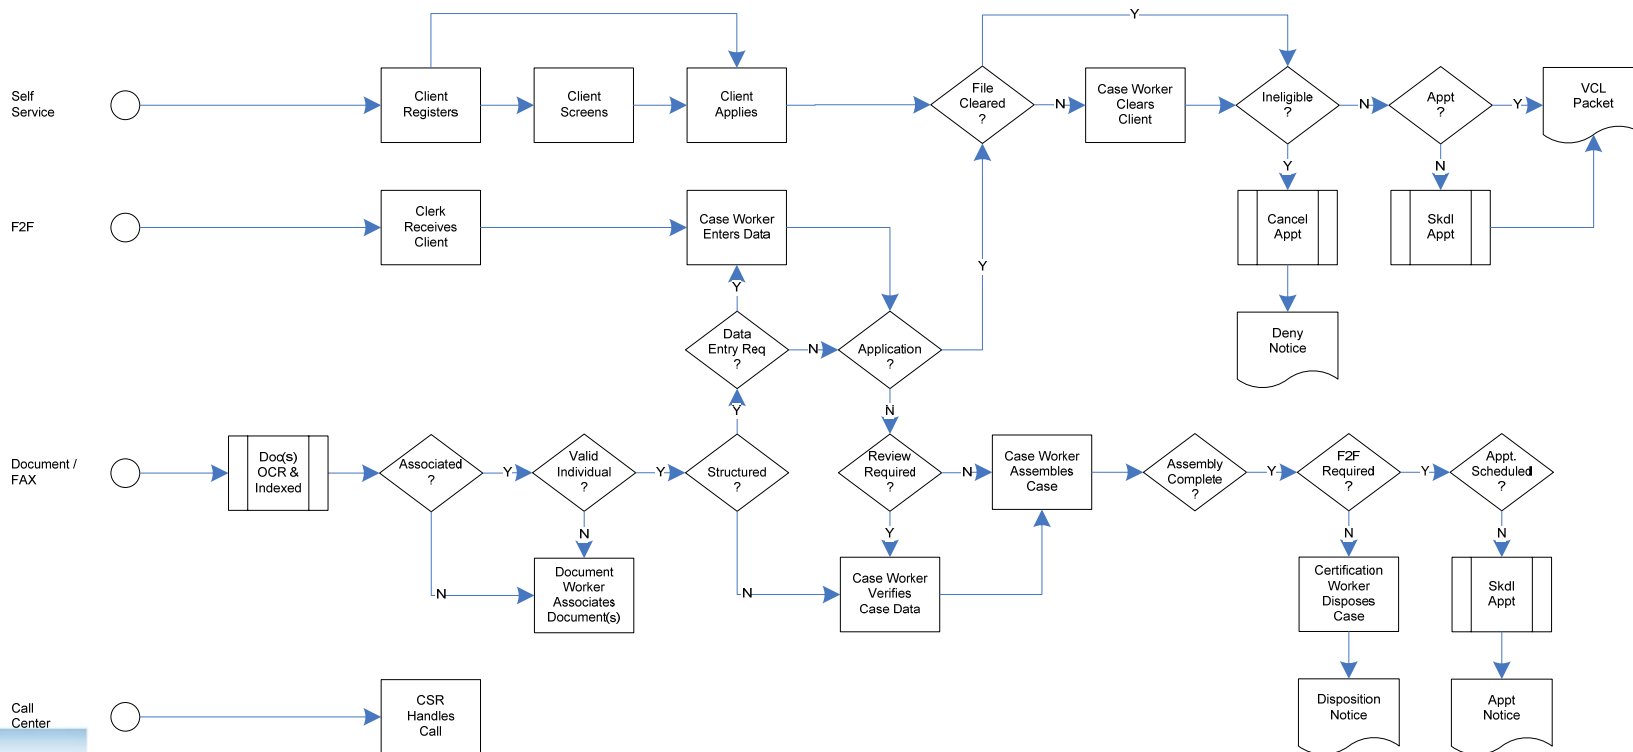 Y
Self
Service
Client
Registers
Client
Screens
Client
Applies
File
Cleared
?
N
Case Worker
Clears
Client
Ineligible
?
N
Appt
?
Y
VCL
Packet
Y
N
F2F
Clerk
Receives
Client
Case Worker
Enters Data
Cancel
Appt
Skdl
Appt
Y
Y
Data
Entry Req
?
N
Application
?
Deny
Notice
Y
N
Document /
FAX
Doc(s)
OCR &
Indexed
Associated
?
Y
Valid
Individual
?
Y
Structured
?
Review
Required
?
N
Case Worker
Assembles
Case
Assembly
Complete
?
Y
F2F
Required
?
Y
Appt.
Scheduled
?
N
Y
N
N
N
Document
Worker
Associates
Document(s)
N
Case Worker
Verifies
Case Data
Certification
Worker
Disposes
Case
Skdl
Appt
Call
Center
CSR
Handles
Call
Disposition
Notice
Appt
Notice